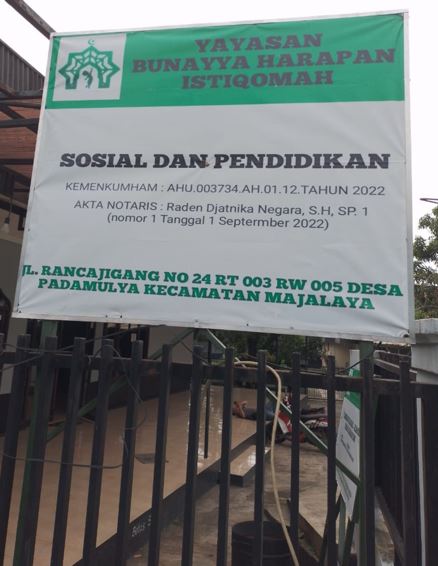 YAYASAN
BUNAYYA HARAPAN
ISTIQOMAH
SOSIAL DAN PENDIDIKAN
KEMENKUMHAM : AHU.003734.AH.01.12.TAHUN 2022
AKTA NOTARIS : Raden Djatnika Negara, S.H, SP. 1
(nomor 1 Tanggal 1 Septermber 2022)
JL. RANCAJIGANG NO 24 RT 003 RW 005 DESA
PADAMULYA KECAMATAN MAJALAYA